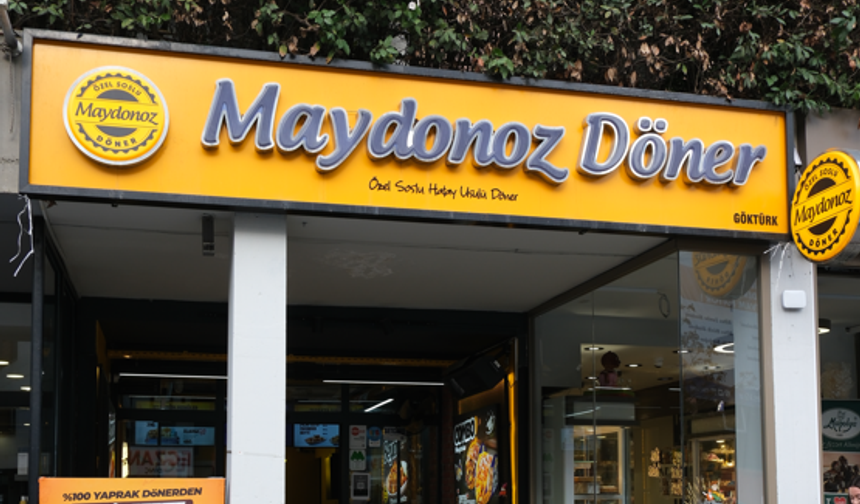 ÖZEL SOSLU
Maydonoz
DÖNER
Maydonoz Döner
Özel Soslu Hatay Usulü Döner
GÖKTÜRK
ÖZEL SOSLU
Maydonoz
DÖNER
%100 YAPRAK DÖNERDEN